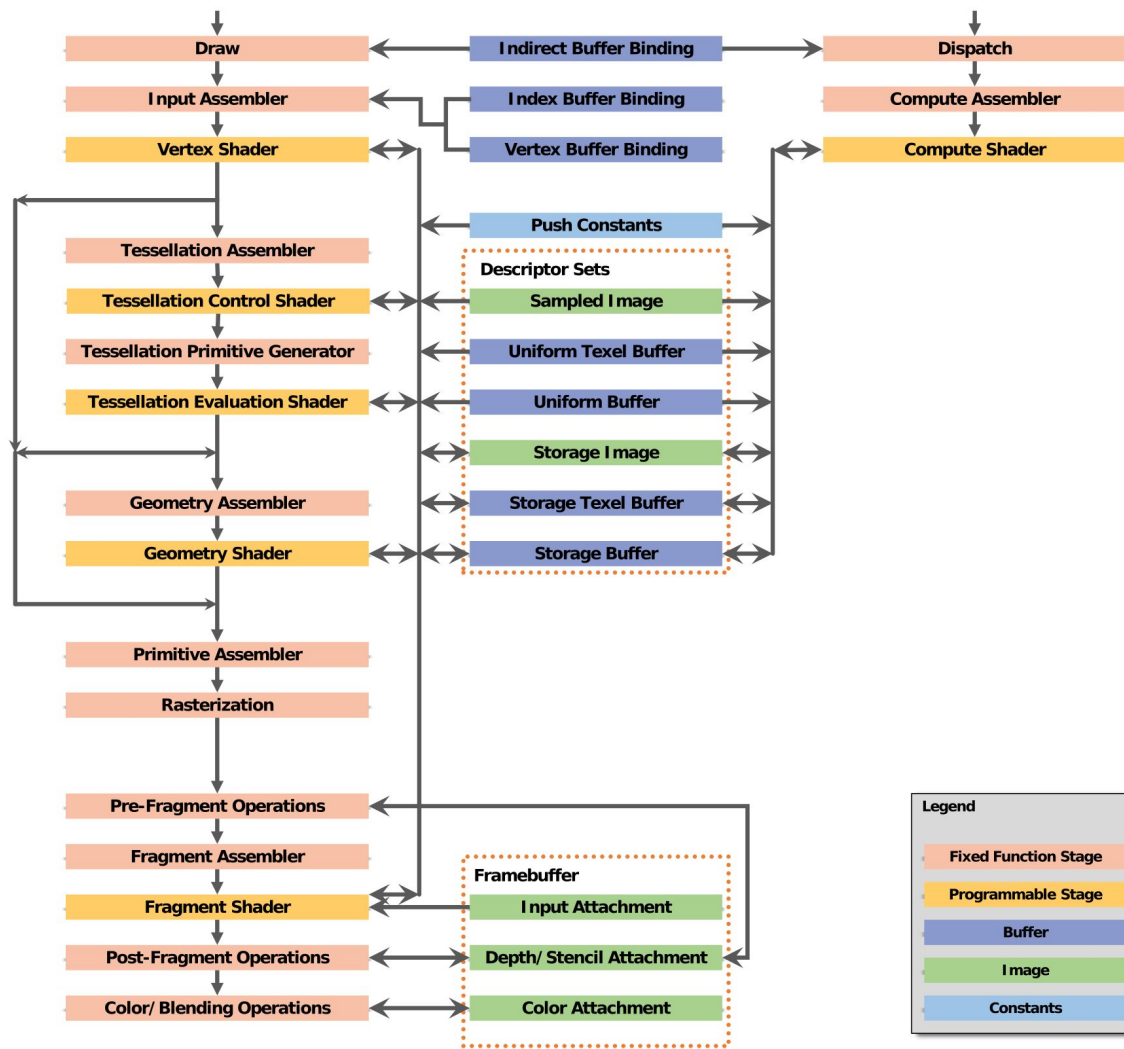 Draw
Indirect Buffer Binding
Dispatch
Input Assembler
Index Buffer Binding
Compute Assembler
Vertex Shader
Vertex Buffer Binding
Compute Shader
Push Constants
Tessellation Assembler
Descriptor Sets
Tessellation Control Shader
Sampled Image
Tessellation Primitive Generator
Uniform Texel Buffer
Tessellation Evaluation Shader
Uniform Buffer
Storage Image
Geometry Assembler
Storage Texel Buffer
Geometry Shader
Storage Buffer
Primitive Assembler
Rasterization
Pre-Fragment Operations
Fragment Assembler
Framebuffer
Fragment Shader
Input Attachment
Post-Fragment Operations
Depth/ Stencil Attachment
Color/ Blending Operations
Color Attachment
Legend
Fixed Function Stage
Programmable Stage
Buffer
Image
Constants